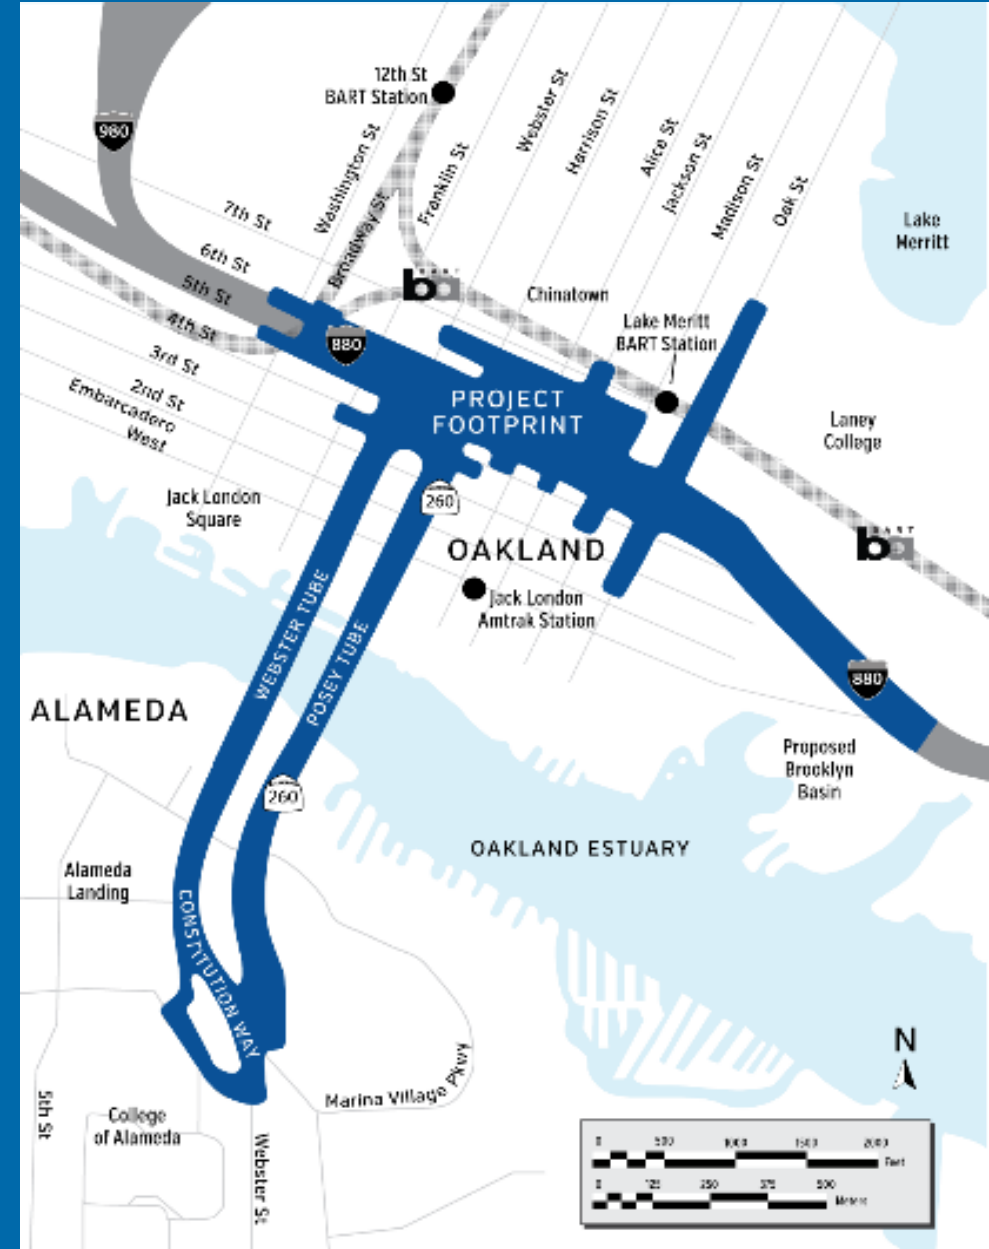 12th St
BART Station
980
Washington St
Broadway St
Franklin St
Webster St
Harrison St
Alice St
Jackson St
Madison St
Oak St
Lake
Merritt
7th St
6th St
5th St
4th St
3rd St
2nd St
Embarcadero
West
BART
ba
Chinatown
Lake Meritt
BART Station
880
PROJECT
FOOTPRINT
Laney
College
Jack London
Square
260
OAKLAND
BART
ba
Jack London
Amtrak Station
WEBSTER TUBE
POSEY TUBE
880
ALAMEDA
Proposed
Brooklyn
Basin
260
OAKLAND ESTUARY
Alameda
Landing
CONSTITUTION WAY
N
Marina Village Pkwy
5th St
College
of Alameda
Webster St
0 500 1000 1500 2000
Feet
0 125 250 375 500
Meters